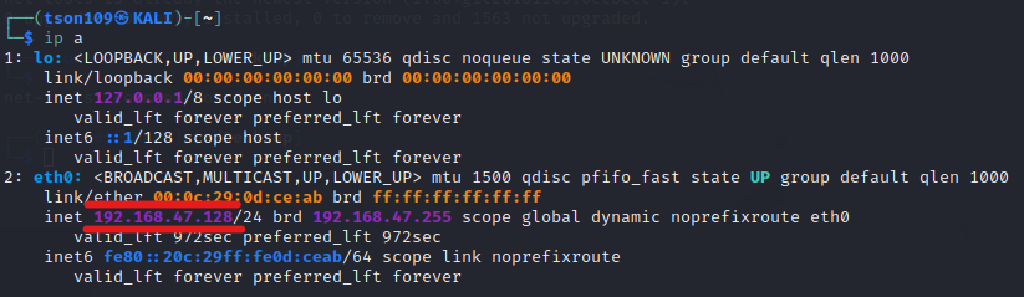 ┌──(tson109㉿KALI)-[~]
└─$ ip a
1: lo: <LOOPBACK,UP,LOWER_UP> mtu 65536 qdisc noqueue state UNKNOWN group default qlen 1000
link/loopback 00:00:00:00:00:00 brd 00:00:00:00:00:00
inet 127.0.0.1/8 scope host lo
valid_lft forever preferred_lft forever
inet6 ::1/128 scope host
valid_lft forever preferred_lft forever
2: eth0: <BROADCAST,MULTICAST,UP,LOWER_UP> mtu 1500 qdisc pfifo_fast state UP group default qlen 1000
link/ether 00:0c:29:0d:ce:ab brd ff:ff:ff:ff:ff:ff
inet 192.168.47.128/24 brd 192.168.47.255 scope global dynamic noprefixroute eth0
valid_lft 972sec preferred_lft 972sec
inet6 fe80::20c:29ff:fe0d:ceab/64 scope link noprefixroute
valid_lft forever preferred_lft forever